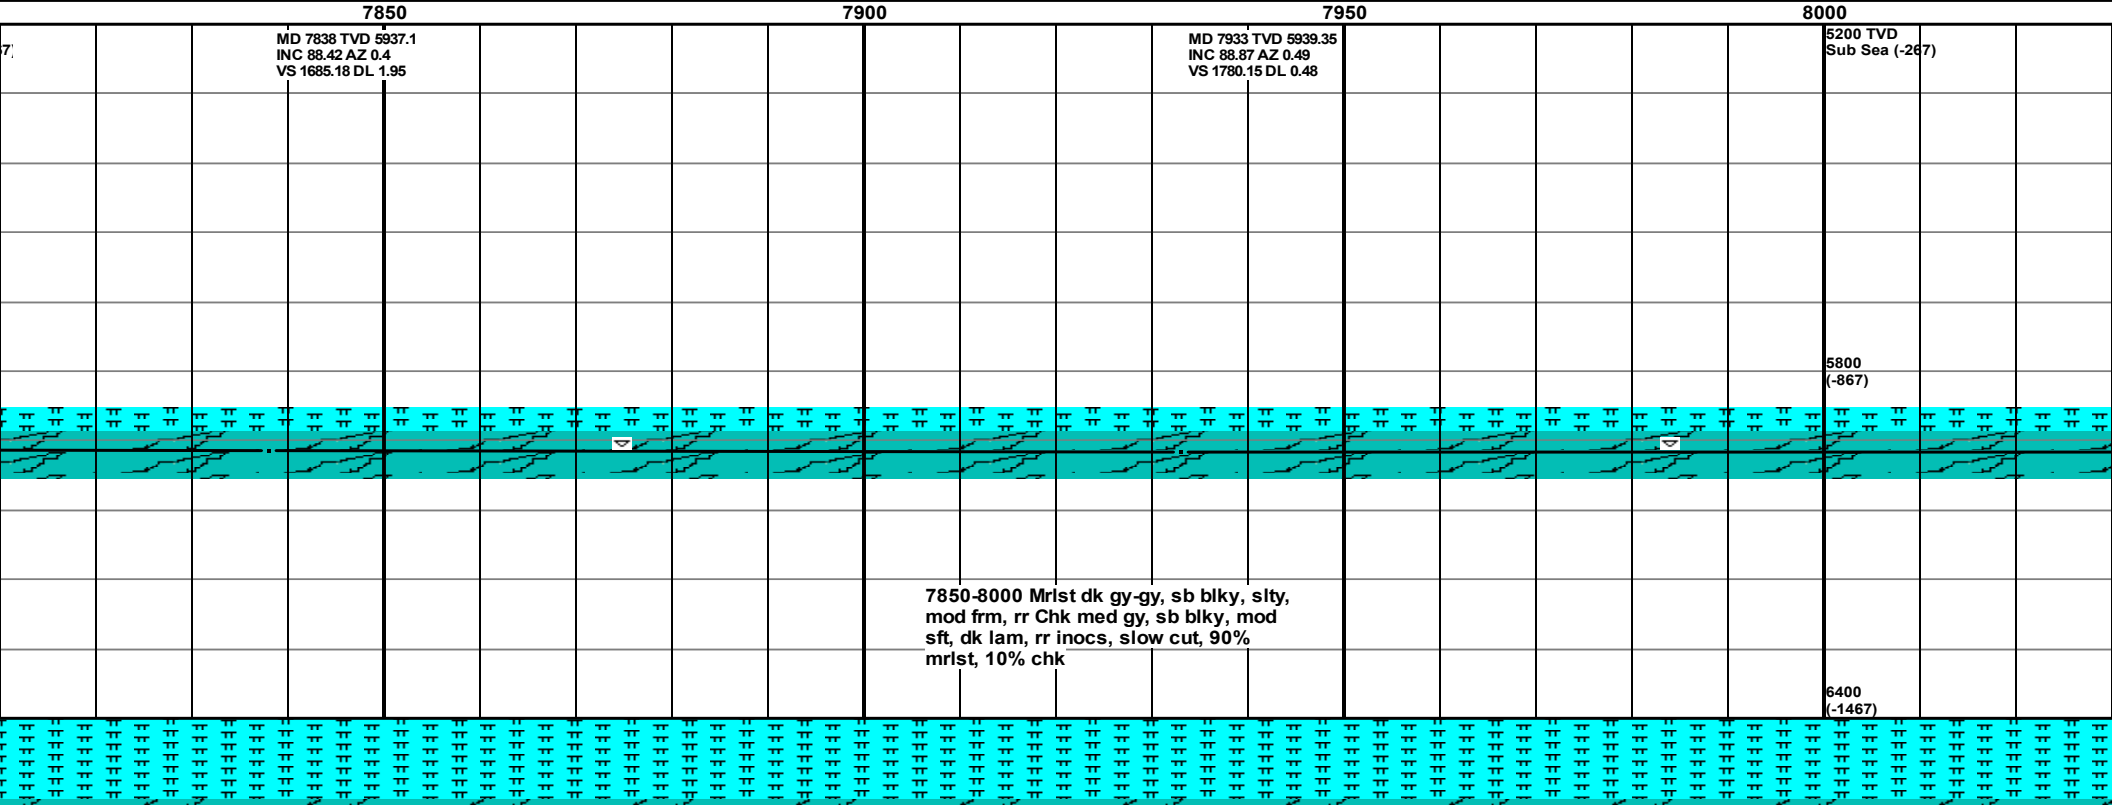 7850
7900
7950
8000
7)
MD 7838 TVD 5937.1
INC 88.42 AZ 0.4
VS 1685.18 DL 1.95
MD 7933 TVD 5939.35
INC 88.87 AZ 0.49
VS 1780.15 DL 0.48
5200 TVD
Sub Sea (-267)
5800
(-867)
7850-8000 Mrlst dk gy-gy, sb blky, slty,
mod frm, rr Chk med gy, sb blky, mod
sft, dk lam, rr inocs, slow cut, 90%
mrlst, 10% chk
6400
(-1467)